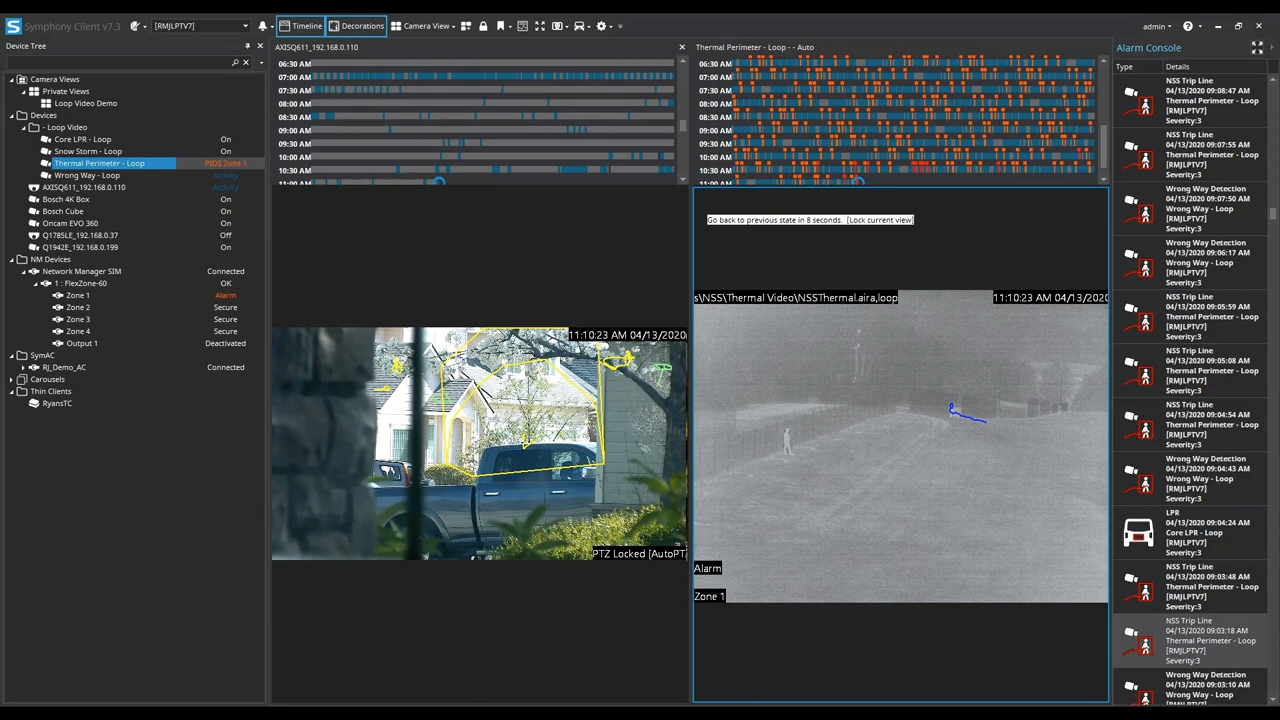 Symphony Client v7.3
[RMJLPTV7]
Timeline
Decorations
Camera View
admin
Device Tree
Camera Views
Private Views
Loop Video Demo
Devices
- Loop Video
Core LPR - Loop On
Snow Storm - Loop On
Thermal Perimeter - Loop PIDS Zone 1
Wrong Way - Loop Activity
AXISQ611_192.168.0.110 Activity
Bosch 4K Box On
Bosch Cube On
Oncam EVO 360 On
Q1785LE_192.168.0.37 Off
Q1942E_192.168.0.199 On
NM Devices
Network Manager SIM Connected
1 : FlexZone-60 OK
Zone 1 Alarm
Zone 2 Secure
Zone 3 Secure
Zone 4 Secure
Output 1 Deactivated
SymAC
RJ_Demo_AC Connected
Carousels
Thin Clients
RyansTC
AXISQ611_192.168.0.110
06:30 AM
07:00 AM
07:30 AM
08:00 AM
08:30 AM
09:00 AM
09:30 AM
10:00 AM
10:30 AM
11:00 AM
11:10:23 AM 04/13/2020
PTZ Locked [AutoPT
Thermal Perimeter - Loop - - Auto
06:30 AM
07:00 AM
07:30 AM
08:00 AM
08:30 AM
09:00 AM
09:30 AM
10:00 AM
10:30 AM
11:00 AM
Go back to previous state in 8 seconds. [Lock current view]
s\NSS\Thermal Video\NSSThermal.aira,loop
11:10:23 AM 04/13/2020
Alarm
Zone 1
Alarm Console
Type Details
NSS Trip Line
04/13/2020 09:08:47 AM
Thermal Perimeter - Loop
[RMJLPTV7]
Severity:3
NSS Trip Line
04/13/2020 09:07:55 AM
Thermal Perimeter - Loop
[RMJLPTV7]
Severity:3
Wrong Way Detection
04/13/2020 09:07:50 AM
Wrong Way - Loop
[RMJLPTV7]
Severity:3
Wrong Way Detection
04/13/2020 09:06:17 AM
Wrong Way - Loop
[RMJLPTV7]
Severity:3
NSS Trip Line
04/13/2020 09:05:59 AM
Thermal Perimeter - Loop
[RMJLPTV7]
Severity:3
NSS Trip Line
04/13/2020 09:05:08 AM
Thermal Perimeter - Loop
[RMJLPTV7]
Severity:3
NSS Trip Line
04/13/2020 09:04:54 AM
Thermal Perimeter - Loop
[RMJLPTV7]
Severity:3
Wrong Way Detection
04/13/2020 09:04:43 AM
Wrong Way - Loop
[RMJLPTV7]
Severity:3
LPR
04/13/2020 09:04:24 AM
Core LPR - Loop
[RMJLPTV7]
Severity:3
NSS Trip Line
04/13/2020 09:03:48 AM
Thermal Perimeter - Loop
[RMJLPTV7]
Severity:3
NSS Trip Line
04/13/2020 09:03:18 AM
Thermal Perimeter - Loop
[RMJLPTV7]
Severity:3
Wrong Way Detection
04/13/2020 09:03:10 AM
Wrong Way - Loop
[RMJLPTV7]